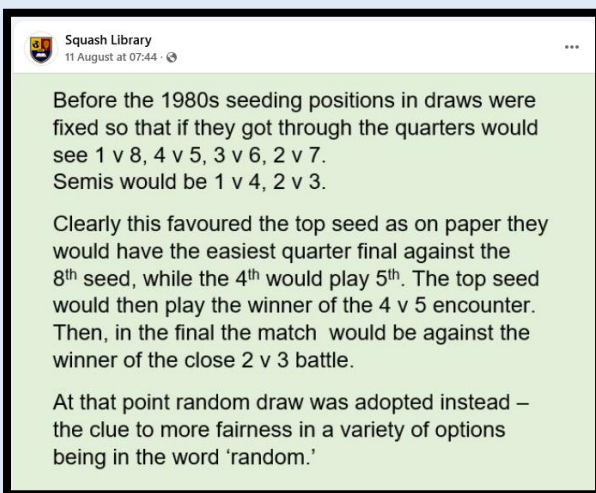 Squash Library
11 August at 07:44 ·
Before the 1980s seeding positions in draws were
fixed so that if they got through the quarters would
see 1 v 8, 4 v 5, 3 v 6, 2 v 7.
Semis would be 1 v 4, 2 v 3.
Clearly this favoured the top seed as on paper they
would have the easiest quarter final against the
8th seed, while the 4th would play 5th. The top seed
would then play the winner of the 4 v 5 encounter.
Then, in the final the match would be against the
winner of the close 2 v 3 battle.
At that point random draw was adopted instead –
the clue to more fairness in a variety of options
being in the word ‘random.’